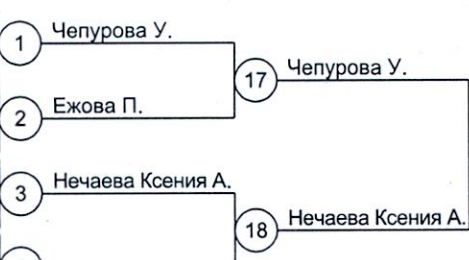 1 Чепурова У.
17 Чепурова У.
2 Ежова П.
3 Нечаева Ксения А.
18 Нечаева Ксения А.